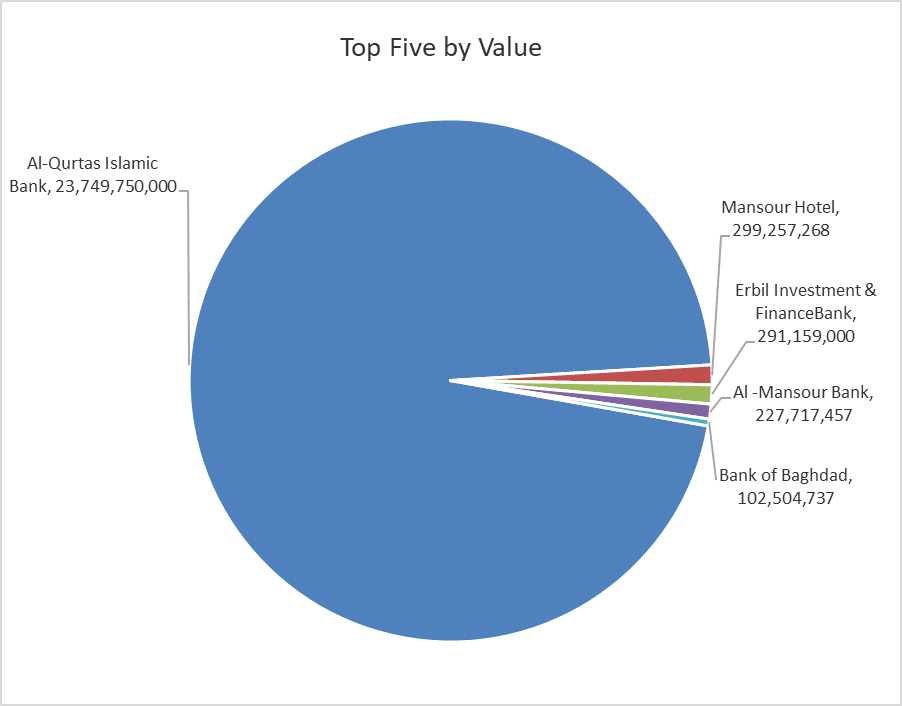 Top Five by Value
Al-Qurtas Islamic
Bank, 23,749,750,000
Mansour Hotel,
299,257,268
Erbil Investment &
FinanceBank,
291,159,000
Al -Mansour Bank,
227,717,457
Bank of Baghdad,
102,504,737